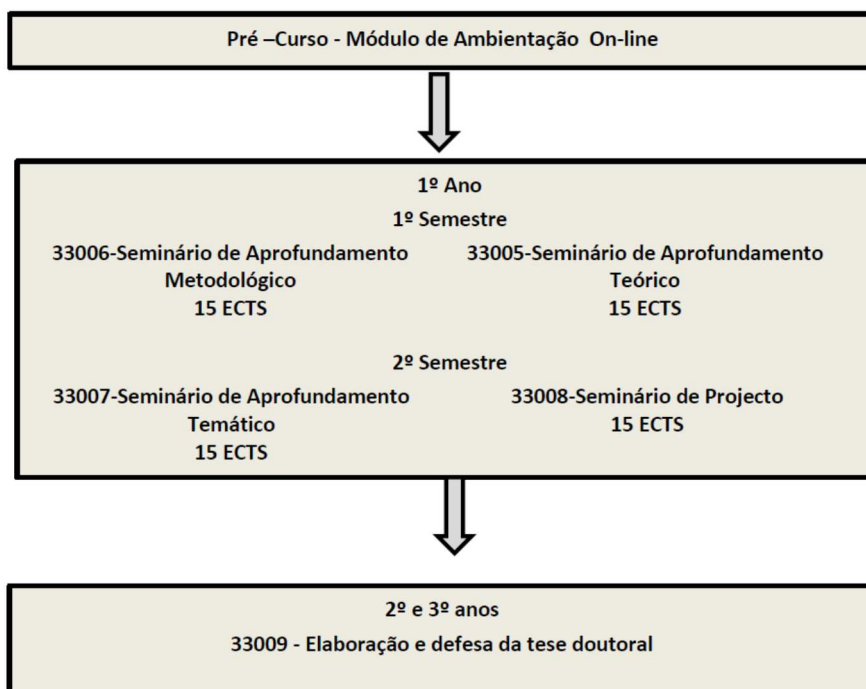 Pré –Curso - Módulo de Ambientação On-line
1º Ano
1º Semestre
33006-Seminário de Aprofundamento
Metodológico
15 ECTS
33005-Seminário de Aprofundamento
Teórico
15 ECTS
2º Semestre
33007-Seminário de Aprofundamento
Temático
15 ECTS
33008-Seminário de Projecto
15 ECTS
2º e 3º anos
33009 - Elaboração e defesa da tese doutoral